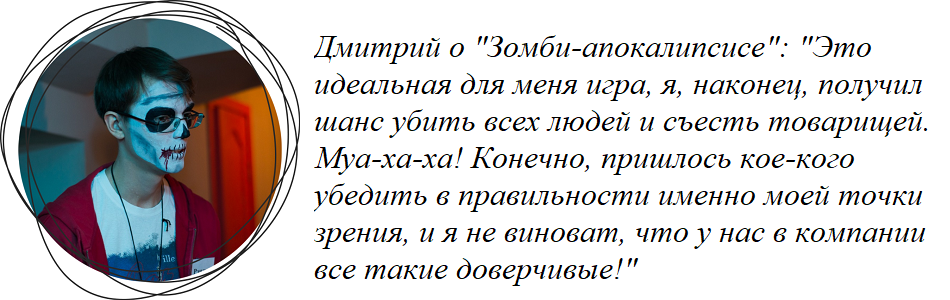 Дмитрий о "Зомби-апокалипсисе": "Это
идеальная для меня игра, я, наконец, получил
шанс убить всех людей и съесть товарищей.
Муа-ха-ха! Конечно, пришлось кое-кого
убедить в правильности именно моей точки
зрения, и я не виноват, что у нас в компании
все такие доверчивые!"